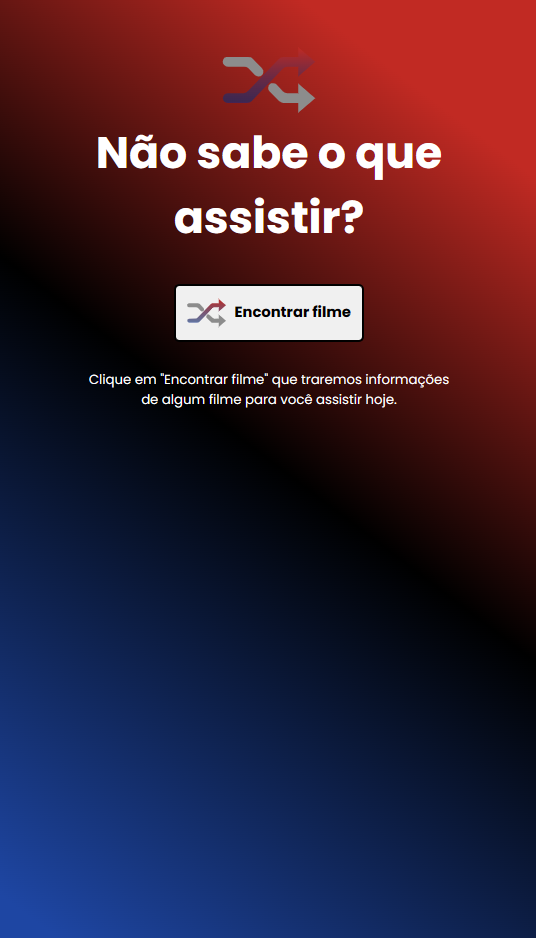 Não sabe o que
assistir?
Encontrar filme
Clique em "Encontrar filme" que traremos informações
de algum filme para você assistir hoje.